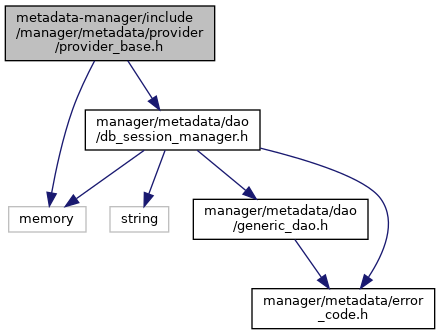 metadata-manager/include
/manager/metadata/provider
/provider_base.h
manager/metadata/dao
/db_session_manager.h
memory
string
manager/metadata/dao
/generic_dao.h
manager/metadata/error
_code.h